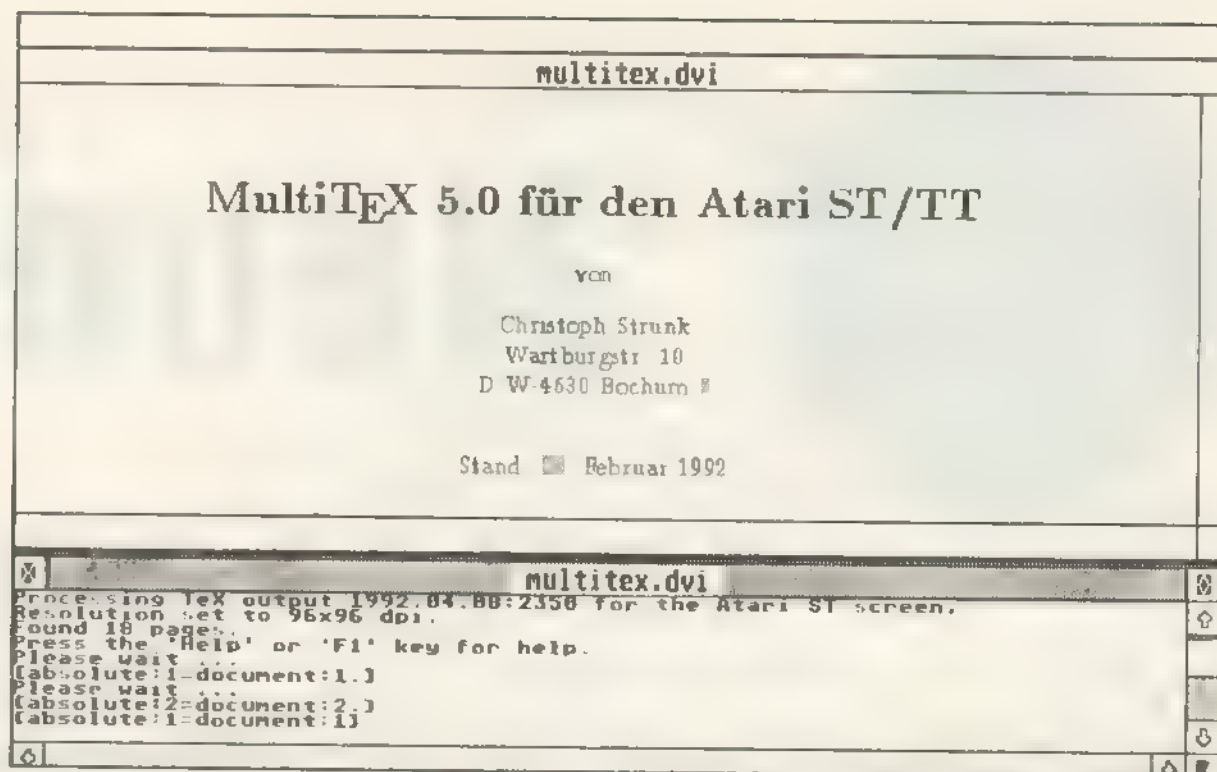 multitex.dvi
MultiTEX 5.0 für den Atari ST/TT
von
Christoph Strunk
Wartburgstr 10
D W-4630 Bochum
Stand Februar 1992
multitex.dvi
Processing TeX output 1992.04.08:2350 for the Atari ST screen.
Resolution set to 96x96 dpi.
Found 18 pages.
Press the 'Help' or 'F1' key for help.
Please wait ...
[absolute:1=document:1.]
Please wait ...
[absolute:2=document:2.]
[absolute:1=document:1]